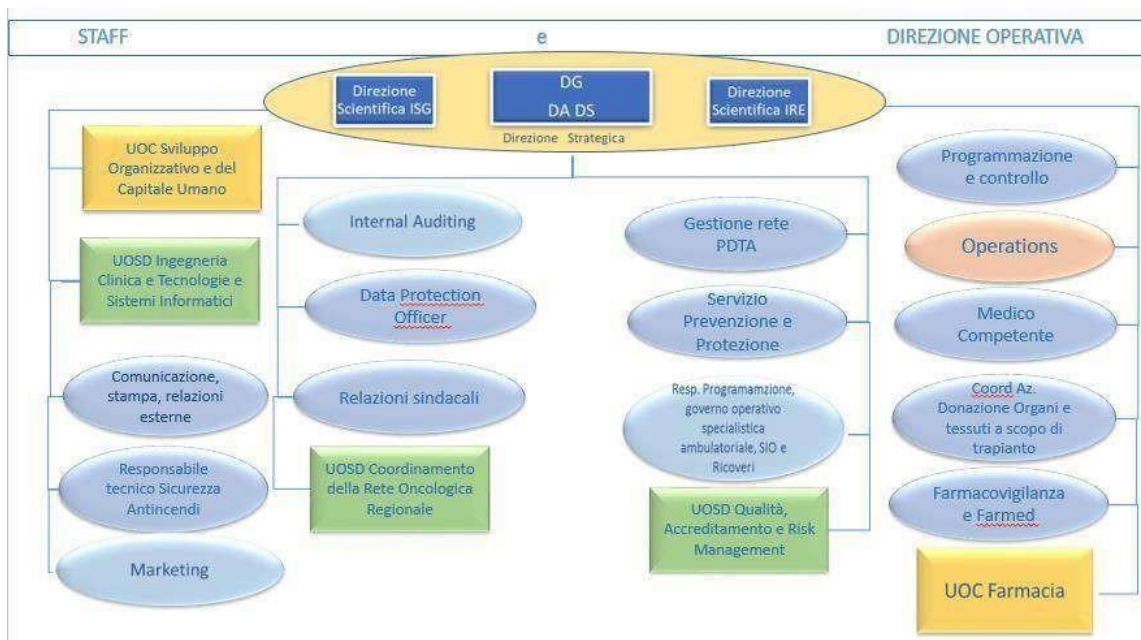 STAFF e DIREZIONE OPERATIVA
Direzione
Scientifica ISG
DG
DA DS
Direzione
Scientifica IRE
Direzione Strategica
UOC Sviluppo
Organizzativo e del
Capitale Umano
UOSD Ingegneria
Clinica e Tecnologie e
Sistemi Informatici
Comunicazione,
stampa, relazioni
esterne
Responsabile
tecnico Sicurezza
Antincendi
Marketing
Internal Auditing
Data Protection
Officer
Relazioni sindacali
UOSD Coordinamento
della Rete Oncologica
Regionale
Gestione rete
PDTA
Servizio
Prevenzione e
Protezione
Resp. Programamzione,
governo operativo
specialistica
ambulatoriale, SIO e
Ricoveri
UOSD Qualità,
Accreditamento e Risk
Management
Programmazione
e controllo
Operations
Medico
Competente
Coord Az.
Donazione Organi e
tessuti a scopo di
trapianto
Farmacovigilanza
e Farmed
UOC Farmacia